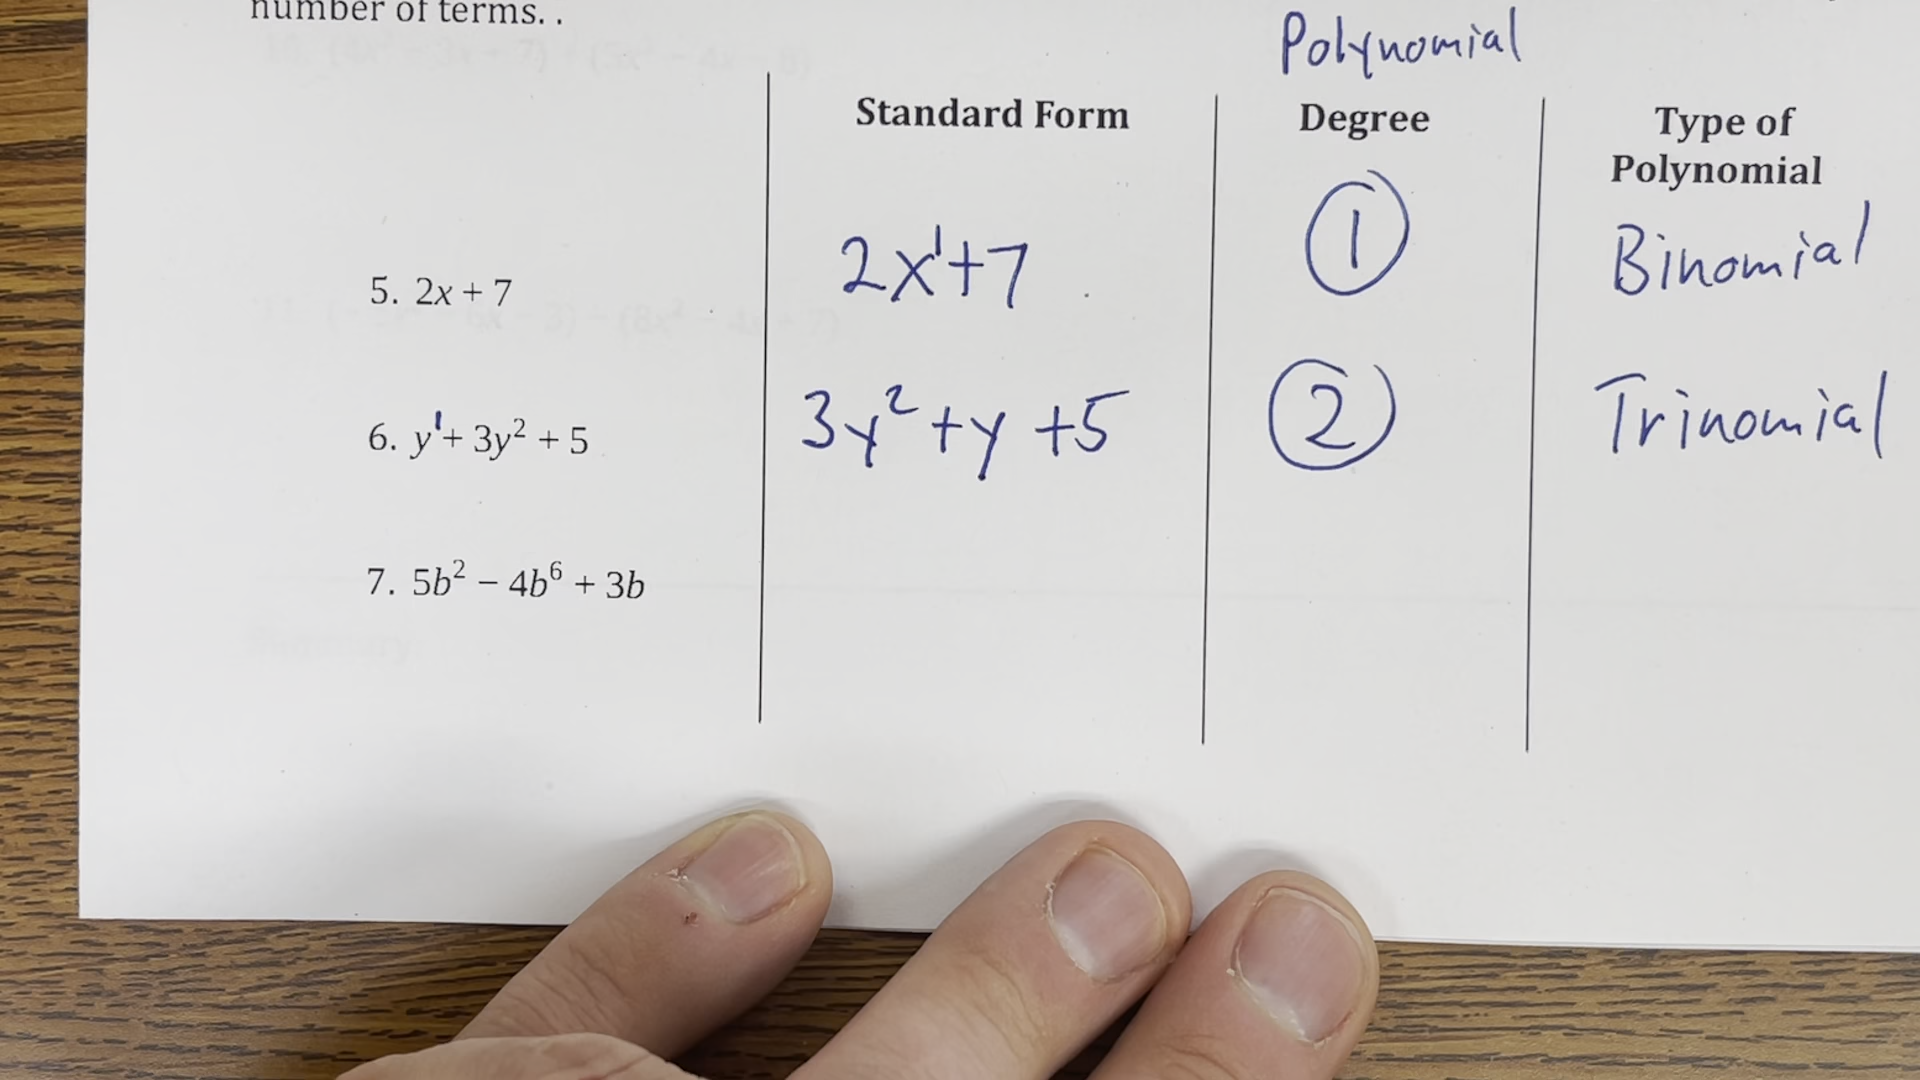 number of terms. .
Polynomial
Standard Form
Degree
Type of
Polynomial
5. 2x + 7
2x¹+7
1
Binomial
6. y¹+ 3y² + 5
3y² +y +5
2
Trinomial
7. 5b² − 4b⁶ + 3b
Summary